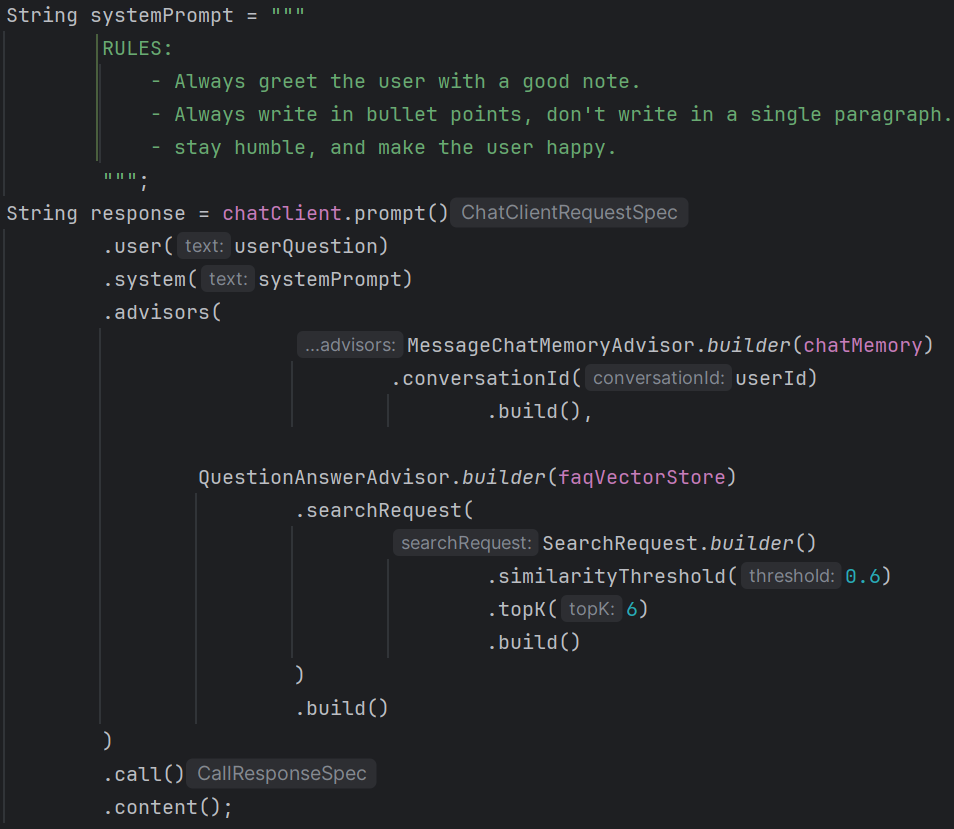 String systemPrompt = """
RULES:
- Always greet the user with a good note.
- Always write in bullet points, don't write in a single paragraph.
- stay humble, and make the user happy.
""";
String response = chatClient.prompt() ChatClientRequestSpec
.user( text: userQuestion)
.system( text: systemPrompt)
.advisors(
...advisors: MessageChatMemoryAdvisor.builder(chatMemory)
.conversationId( conversationId: userId)
.build(),
QuestionAnswerAdvisor.builder(faqVectorStore)
.searchRequest(
searchRequest: SearchRequest.builder()
.similarityThreshold( threshold: 0.6)
.topK( topK: 6)
.build()
)
.build()
)
.call() CallResponseSpec
.content();